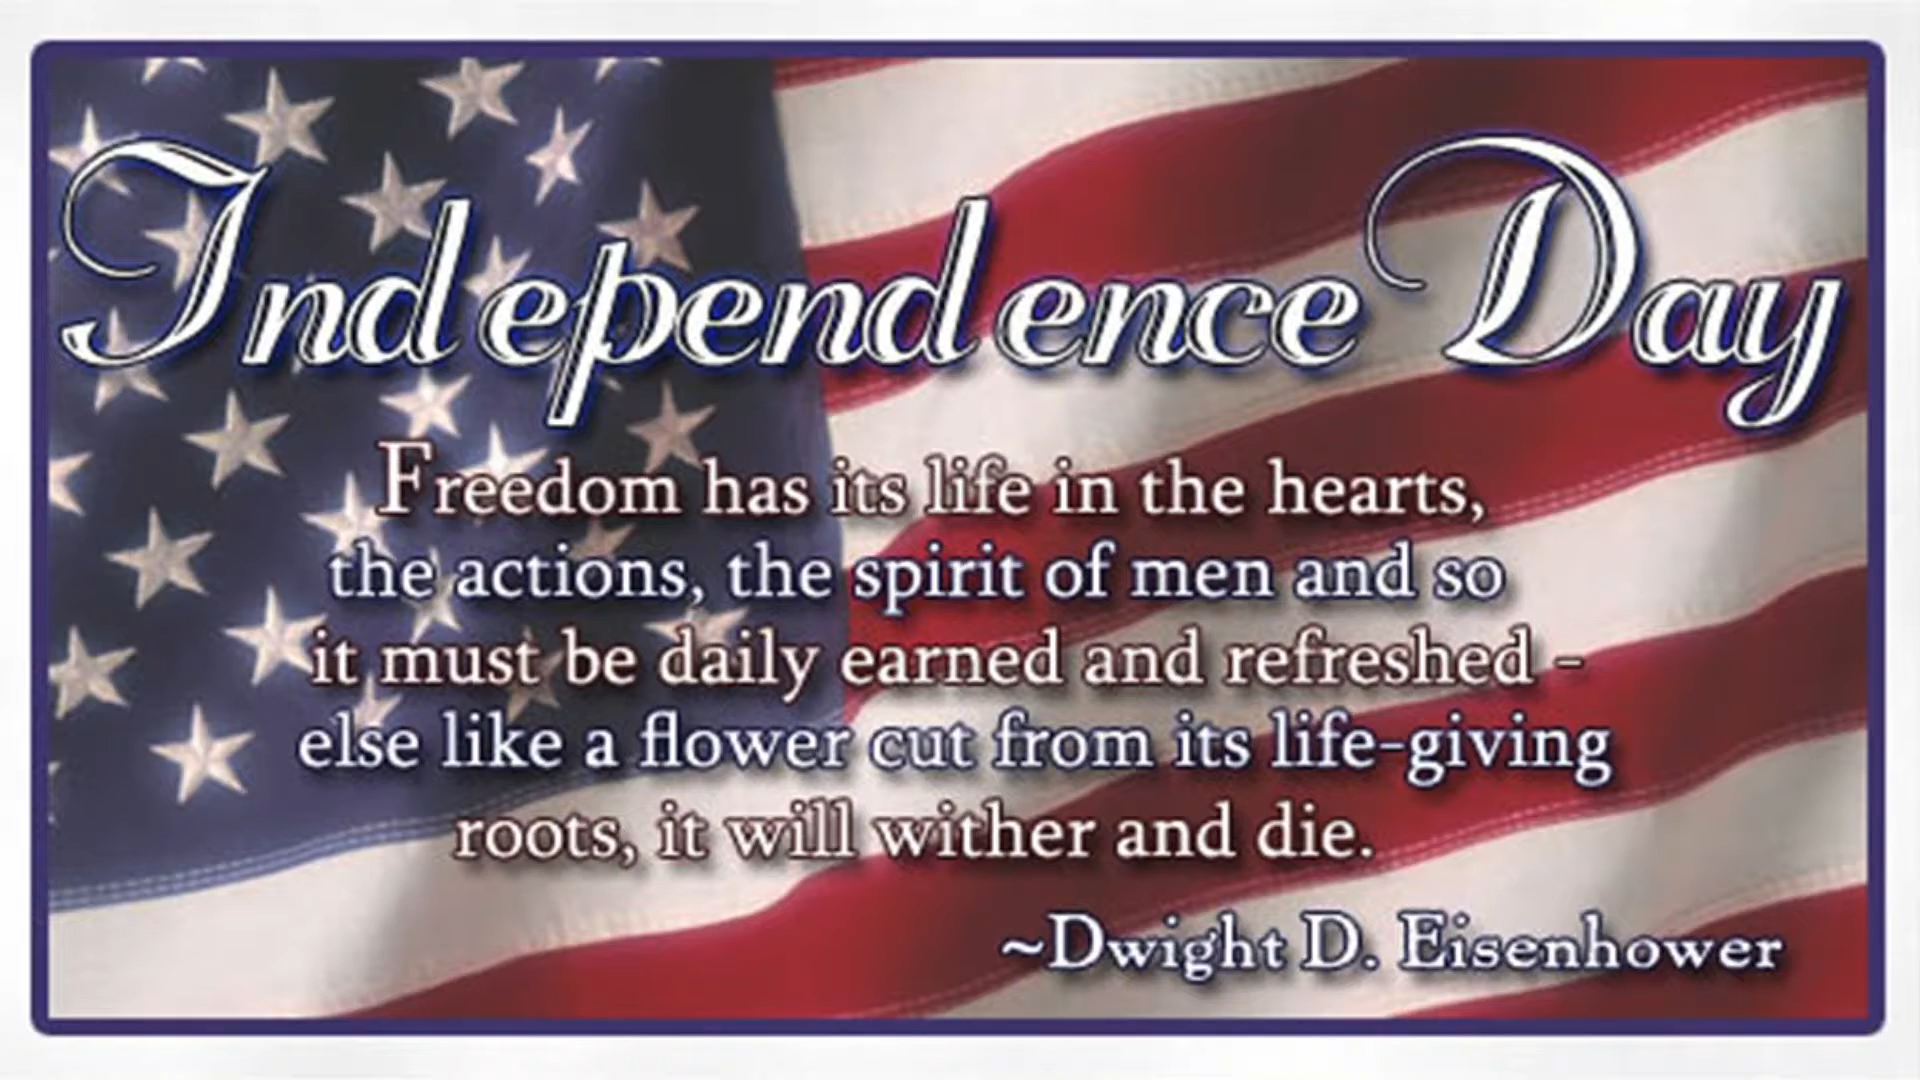 Independence Day
Freedom has its life in the hearts,
the actions, the spirit of men and so
it must be daily earned and refreshed -
else like a flower cut from its life-giving
roots, it will wither and die.
~Dwight D. Eisenhower